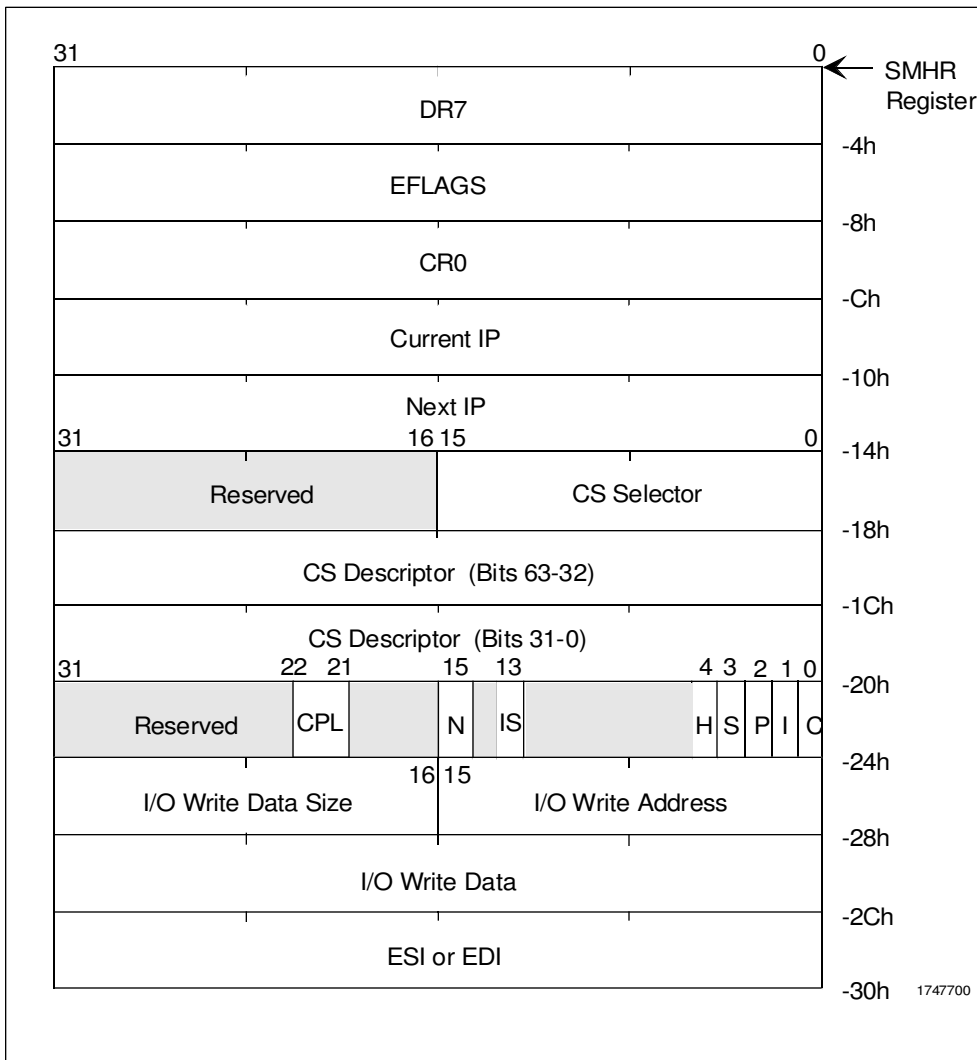 31 0
SMHR
Register
DR7
-4h
EFLAGS
-8h
CR0
-Ch
Current IP
-10h
Next IP
31 16 15 0
-14h
Reserved CS Selector
-18h
CS Descriptor (Bits 63-32)
-1Ch
CS Descriptor (Bits 31-0)
31 22 21 15 13 4 3 2 1 0
-20h
Reserved CPL N IS H S P I C
-24h
16 15
I/O Write Data Size I/O Write Address
-28h
I/O Write Data
-2Ch
ESI or EDI
-30h 1747700